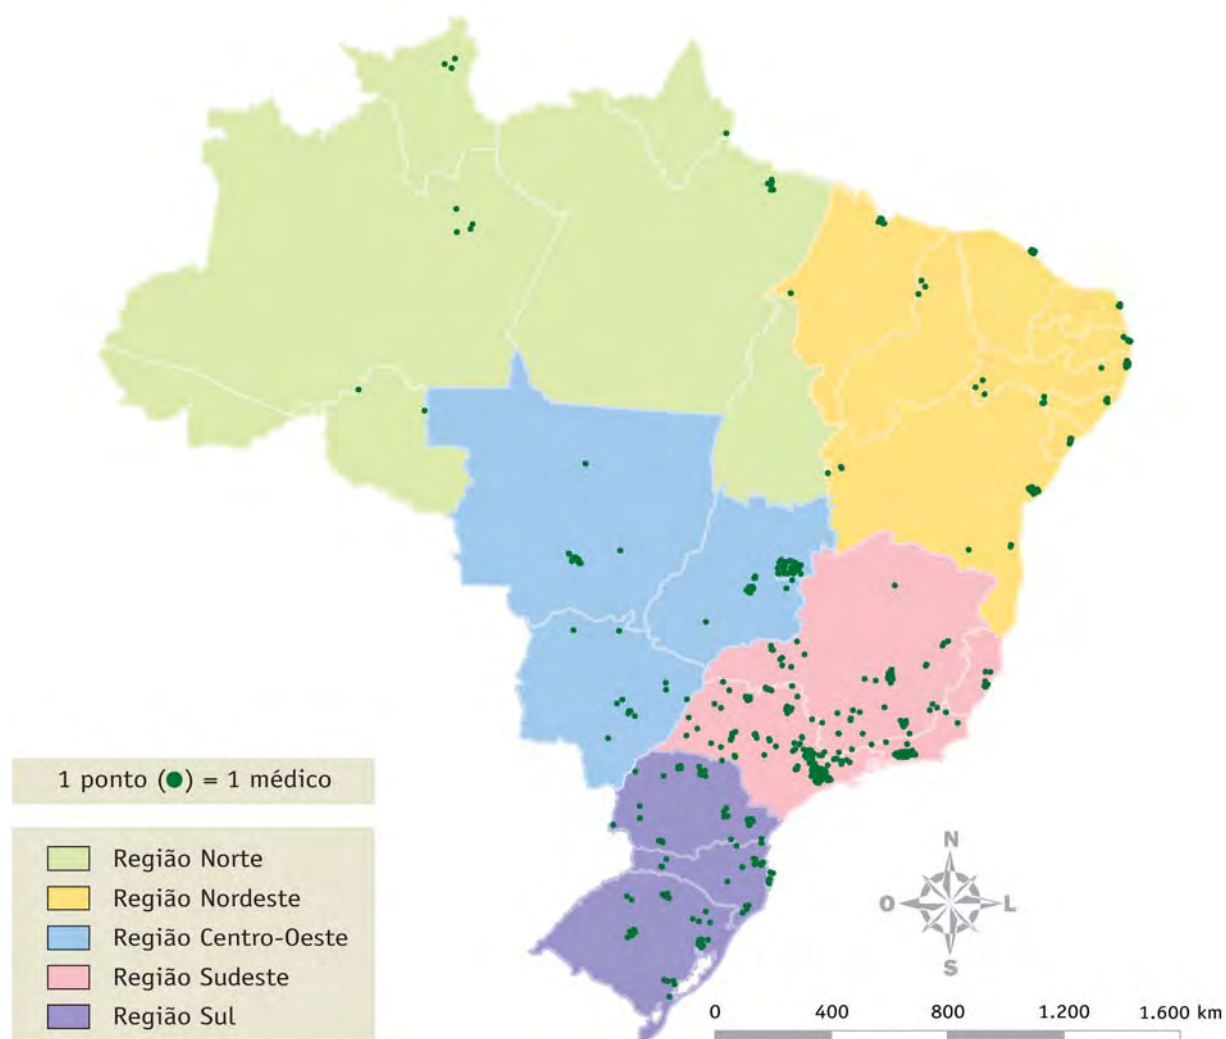 1 ponto (●) = 1 médico
Região Norte
Região Nordeste
Região Centro-Oeste
Região Sudeste
Região Sul
N
O L
S
0 400 800 1.200 1.600 km